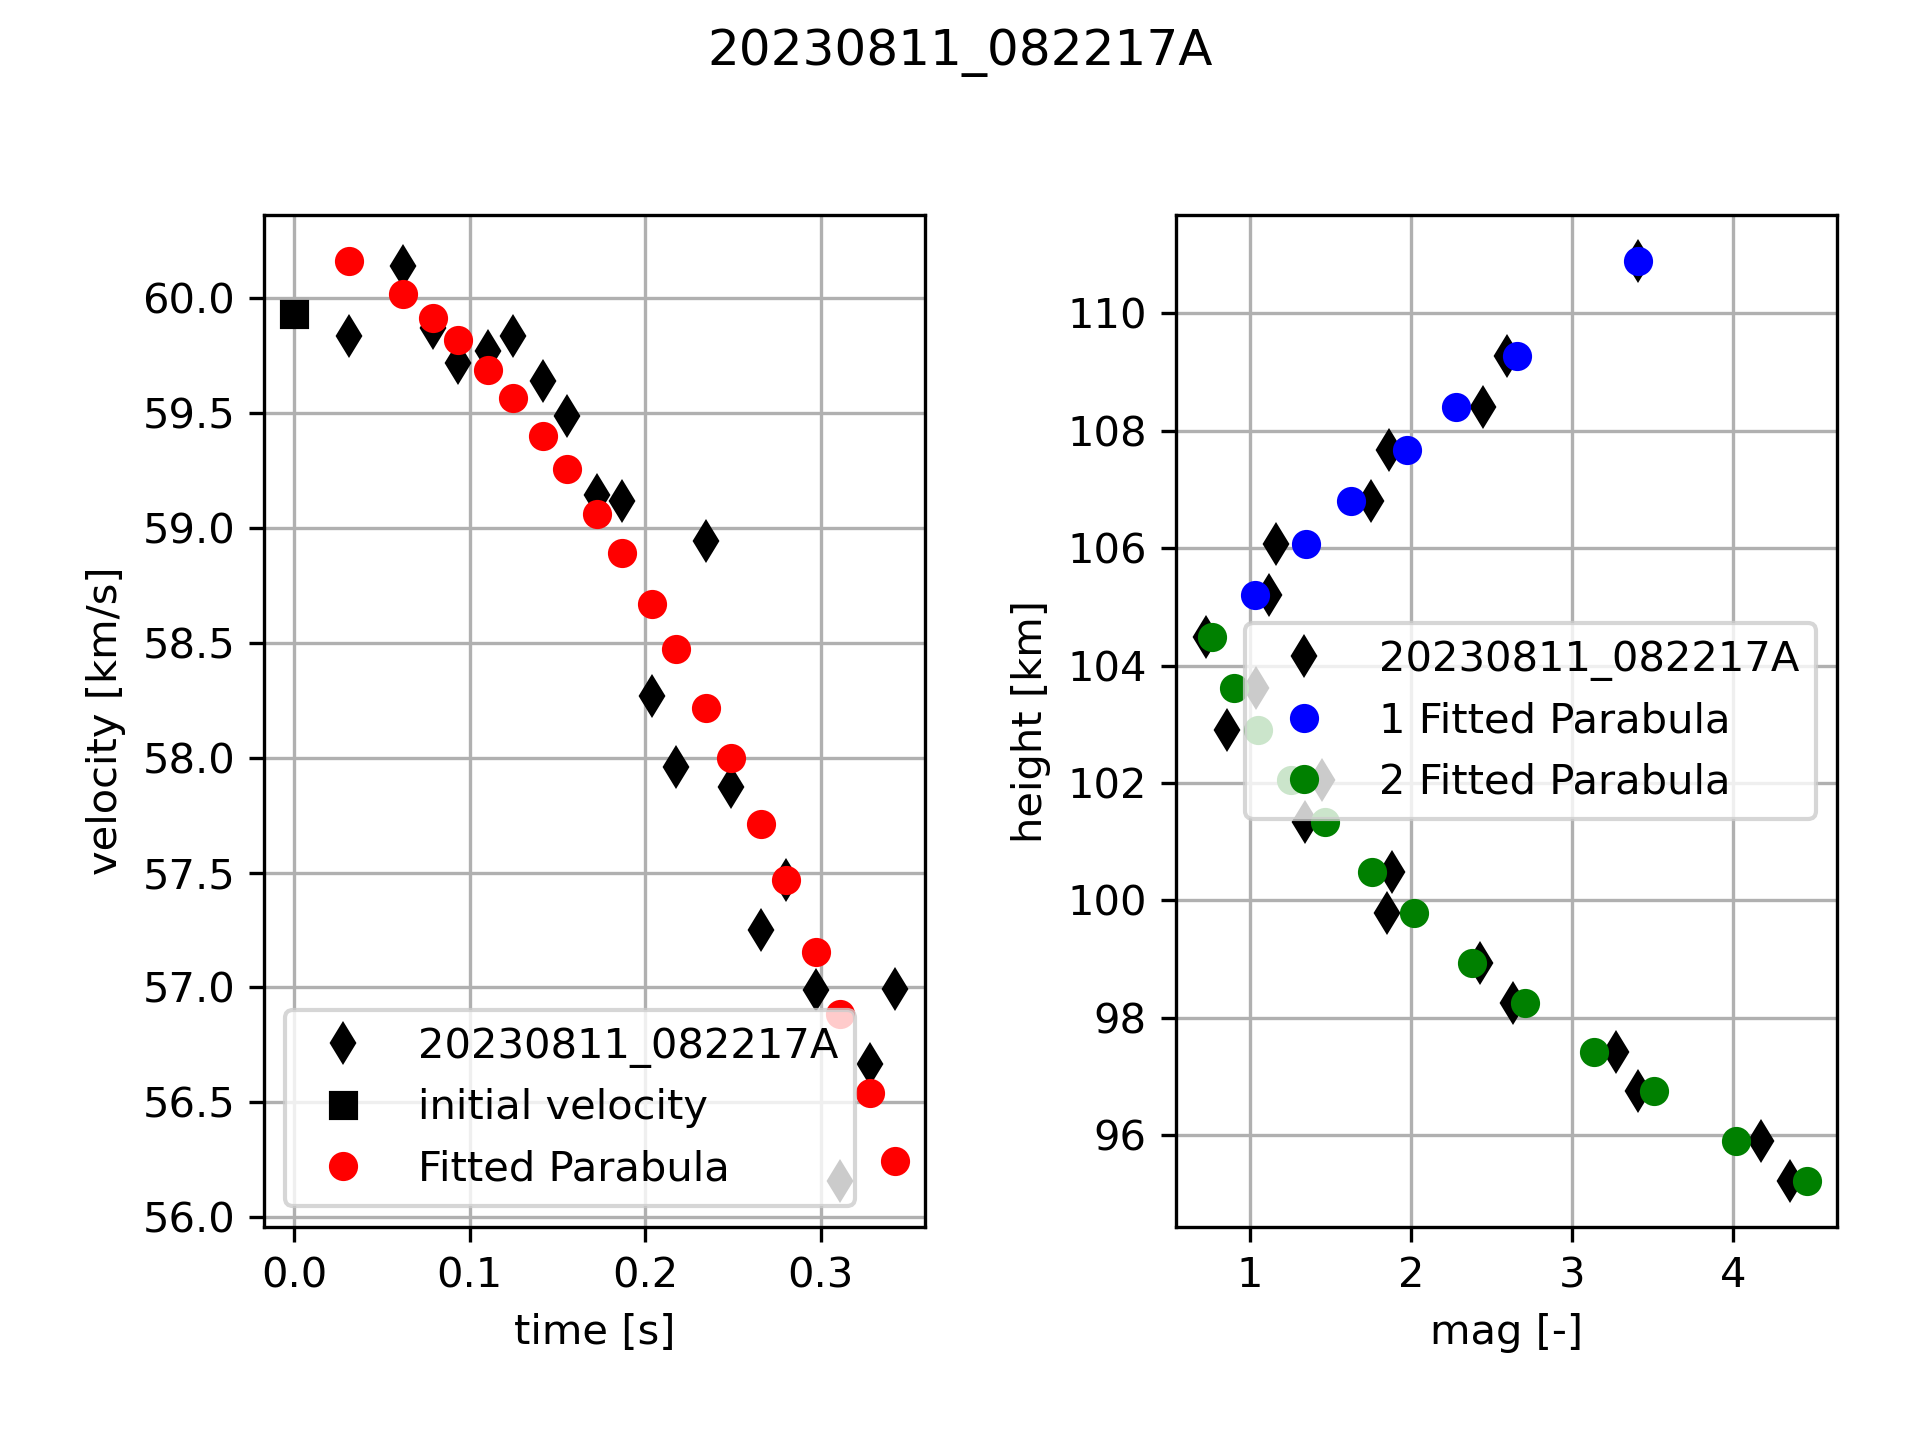 20230811_082217A
velocity [km/s]
60.0
59.5
59.0
58.5
58.0
57.5
57.0
56.5
56.0
20230811_082217A
initial velocity
Fitted Parabula
0.0 0.1 0.2 0.3
time [s]
height [km]
110
108
106
104
102
100
98
96
20230811_082217A
1 Fitted Parabula
2 Fitted Parabula
1 2 3 4
mag [-]